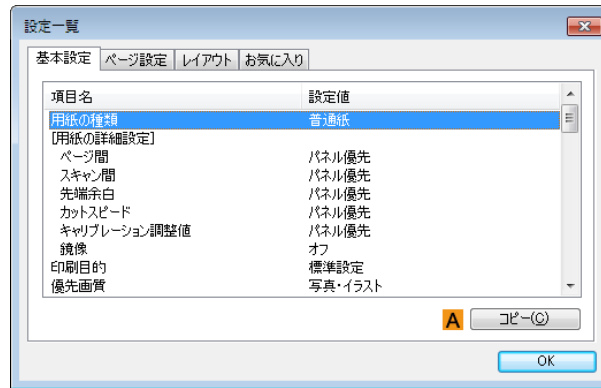 設定一覧
基本設定 ページ設定 レイアウト お気に入り
項目名 設定値
用紙の種類 普通紙
[用紙の詳細設定]
ページ間 パネル優先
スキャン間 パネル優先
先端余白 パネル優先
カットスピード パネル優先
キャリブレーション調整値 パネル優先
鏡像 オフ
印刷目的 標準設定
優先画質 写真・イラスト
A コピー(C)
OK